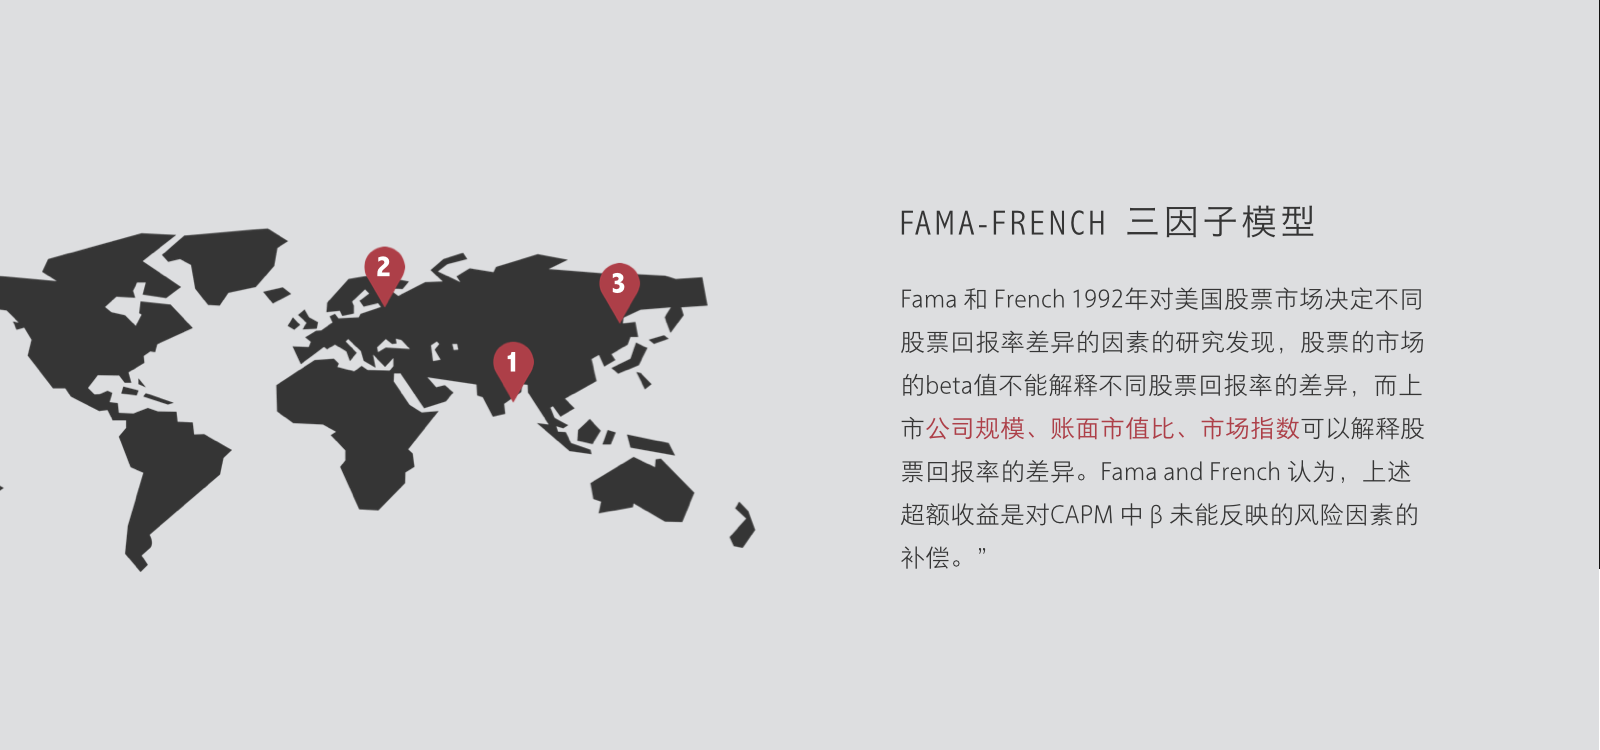 2
3
1
FAMA-FRENCH 三因子模型
Fama 和 French 1992年对美国股票市场决定不同
股票回报率差异的因素的研究发现，股票的市场
的beta值不能解释不同股票回报率的差异，而上
市公司规模、账面市值比、市场指数可以解释股
票回报率的差异。Fama and French 认为，上述
超额收益是对CAPM 中 β 未能反映的风险因素的
补偿。”